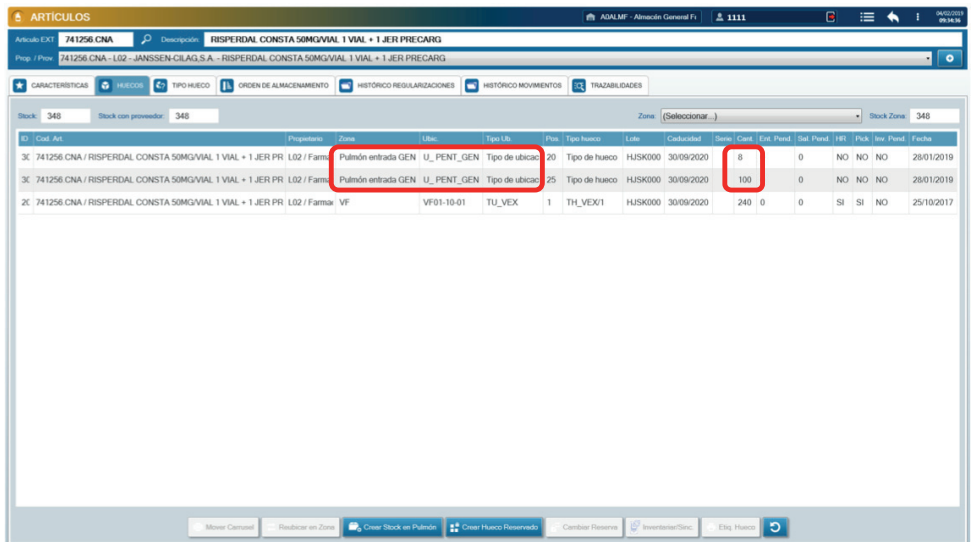 ARTÍCULOS A0ALMF - Almacén General Fi 1111 04/02/2019 09:34:36
Artículo EXT: 741256.CNA Descripción: RISPERDAL CONSTA 50MG/VIAL 1 VIAL + 1 JER PRECARG
Prop. / Prov. 741256.CNA - L02 - JANSSEN-CILAG,S.A. - RISPERDAL CONSTA 50MG/VIAL 1 VIAL + 1 JER PRECARG
CARACTERÍSTICAS HUECOS TIPO HUECO ORDEN DE ALMACENAMIENTO HISTÓRICO REGULARIZACIONES HISTÓRICO MOVIMIENTOS TRAZABILIDADES
Stock: 348 Stock con proveedor: 348 Zona: (Seleccionar...) Stock Zona: 348
ID Cod. Art. Propietario Zona Ubic. Tipo Ub. Pos Tipo hueco Lote Caducidad Serie Cant. Ent. Pend. Sal. Pend. HR Pick Inv. Pend. Fecha
30 741256.CNA / RISPERDAL CONSTA 50MG/VIAL 1 VIAL + 1 JER PR L02 / Farma Pulmón entrada GEN U_ PENT_GEN Tipo de ubicac 20 Tipo de hueco HJSK000 30/09/2020 8 0 NO NO NO 28/01/2019
30 741256.CNA / RISPERDAL CONSTA 50MG/VIAL 1 VIAL + 1 JER PR L02 / Farma Pulmón entrada GEN U_ PENT_GEN Tipo de ubicac 25 Tipo de hueco HJSK000 30/09/2020 100 0 NO NO NO 28/01/2019
20 741256.CNA / RISPERDAL CONSTA 50MG/VIAL 1 VIAL + 1 JER PR L02 / Farmac VF VF01-10-01 TU_VEX 1 TH_VEX/1 HJSK000 30/09/2020 240 0 0 SI SI NO 25/10/2017
Mover Carrusel Reubicar en Zona Crear Stock en Pulmón Crear Hueco Reservado Cambiar Reserva Inventariar/Sinc. Etiq. Hueco